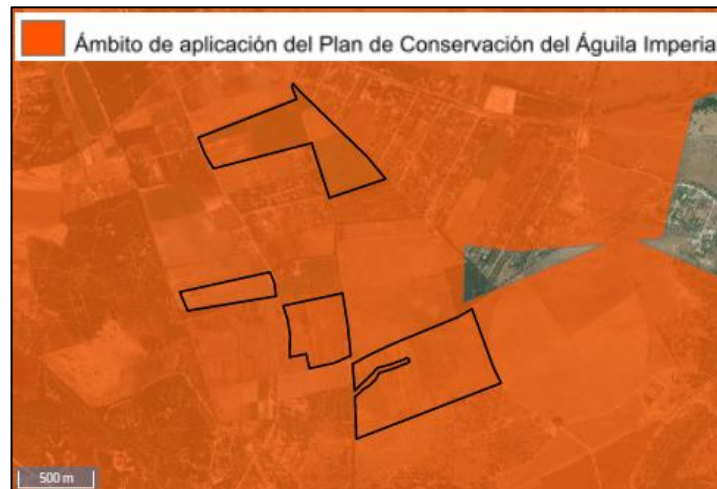 Ámbito de aplicación del Plan de Conservación del Águila Imperia
500 m